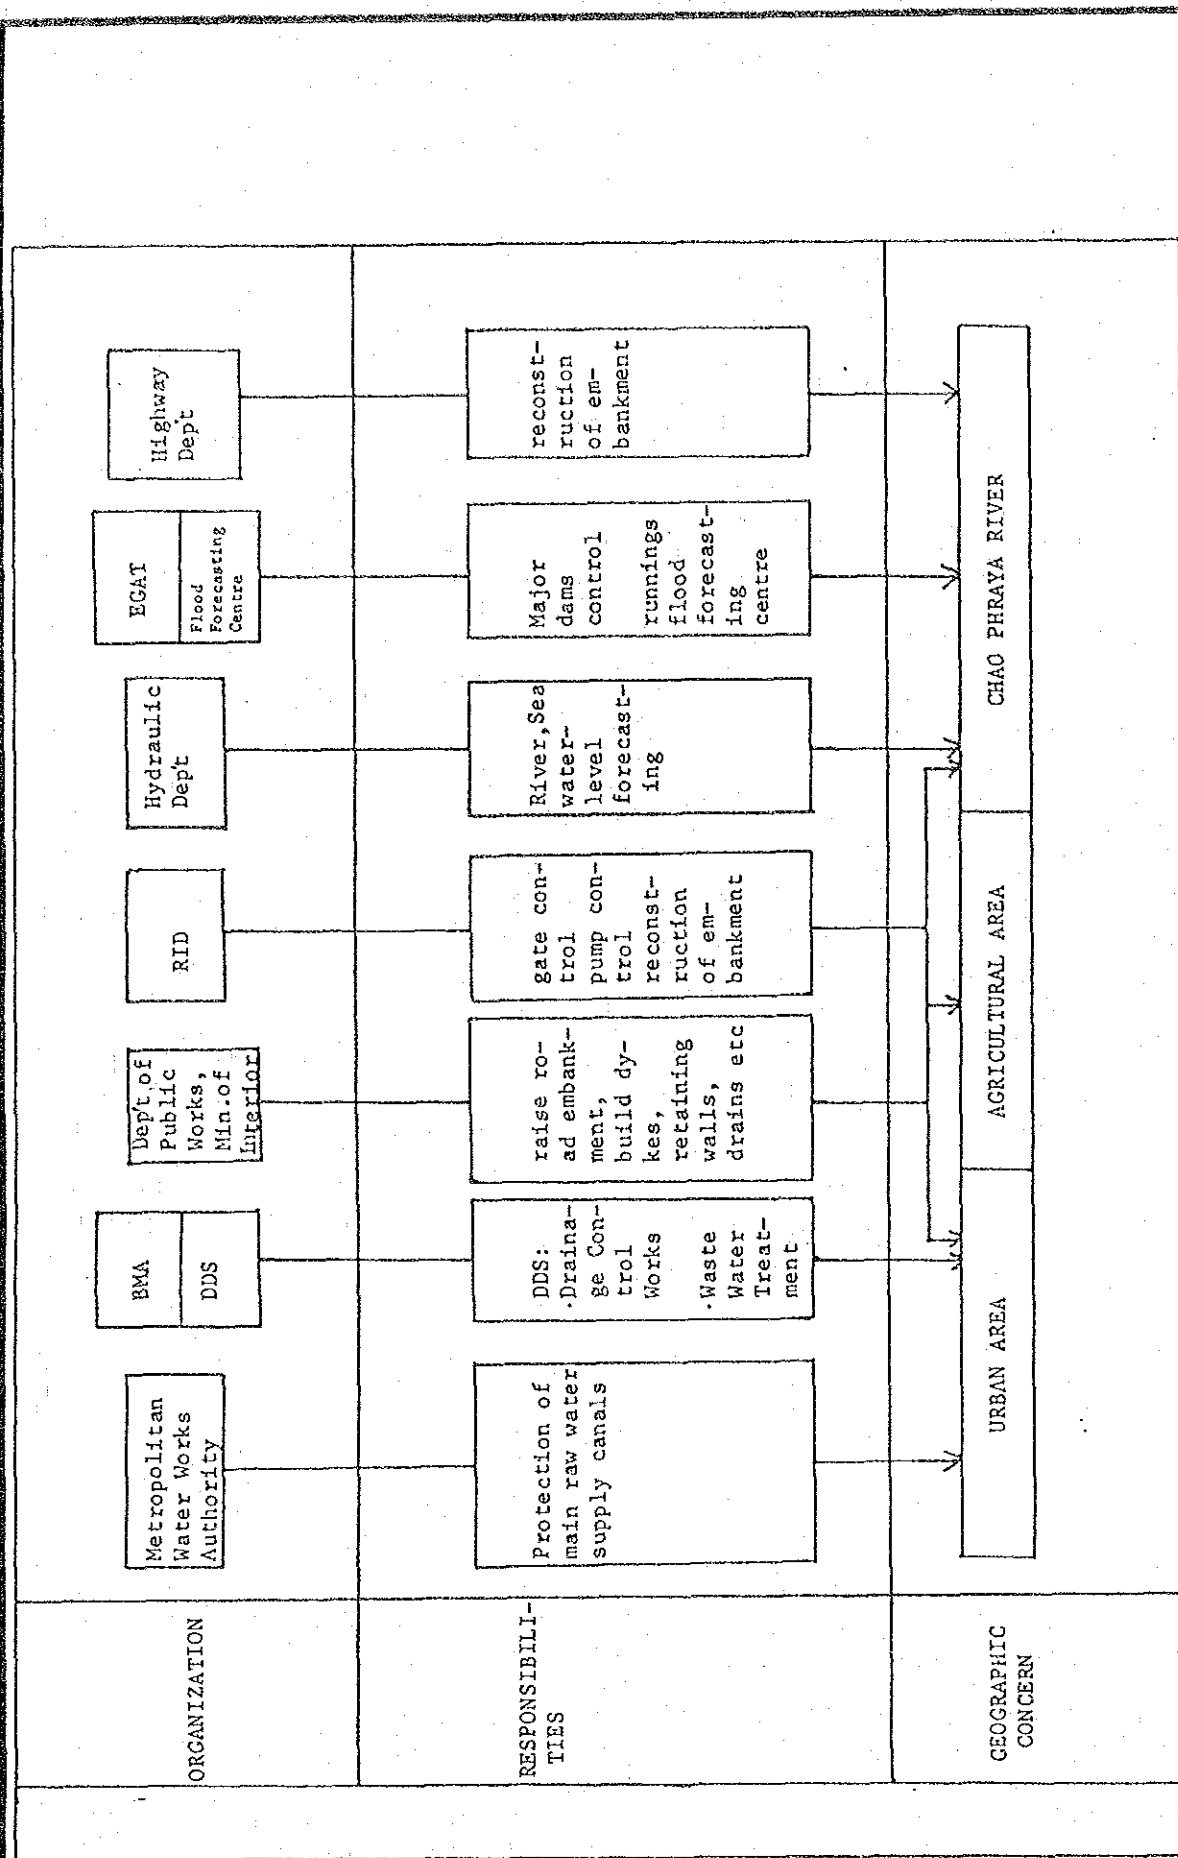 ORGANIZATION
Metropolitan
Water Works
Authority
BMA
DDS
Dep't of
Public
Works,
Min.of
Interior
RID
Hydraulic
Dep't
EGAT
Flood
Forecasting
Centre
Highway
Dep't
RESPONSIBILI-
TIES
Protection of
main raw water
supply canals
DDS:
·Draina-
ge Con-
trol
Works
·Waste
Water
Treat-
ment
raise ro-
ad embank-
ment,
build dy-
kes,
retaining
walls,
drains etc
gate con-
trol
pump con-
trol
reconst-
ruction
of em-
bankment
River,Sea
water-
level
forecast-
ing
Major
dams
control
runnings
flood
forecast-
ing
centre
reconst-
ruction
of em-
bankment
GEOGRAPHIC
CONCERN
URBAN AREA
AGRICULTURAL AREA
CHAO PHRAYA RIVER